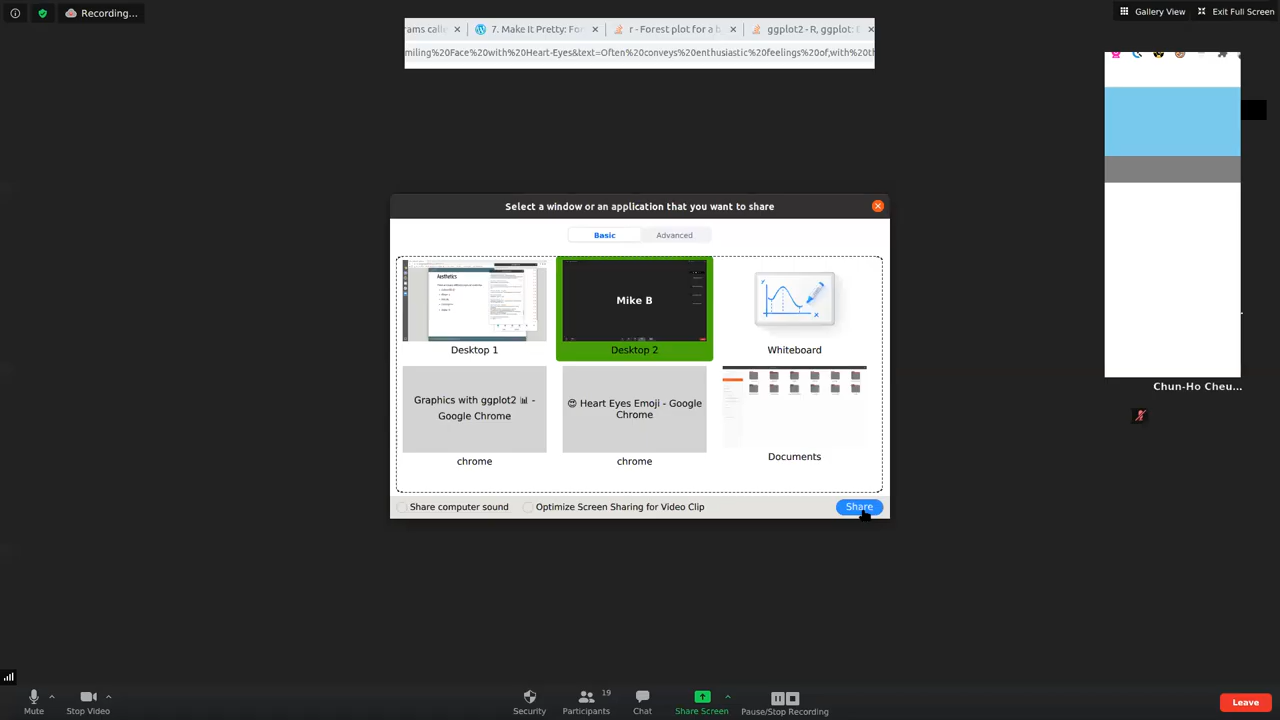 Recording...
Gallery View
Exit Full Screen
rams calle
7. Make It Pretty: Fo
r - Forest plot for a b
ggplot2 - R, ggplot:
miling%20Face%20with%20Heart-Eyes&text=Often%20conveys%20enthusiastic%20feelings%20of,with%20th
Select a window or an application that you want to share
Basic
Advanced
Aesthetics
Mike B
Desktop 1
Desktop 2
Whiteboard
Graphics with ggplot2 📊 -
Google Chrome
😍 Heart Eyes Emoji - Google
Chrome
chrome
chrome
Documents
Share computer sound
Optimize Screen Sharing for Video Clip
Share
Chun-Ho Cheu...
Mute
Stop Video
Security
19
Participants
Chat
Share Screen
Pause/Stop Recording
Leave